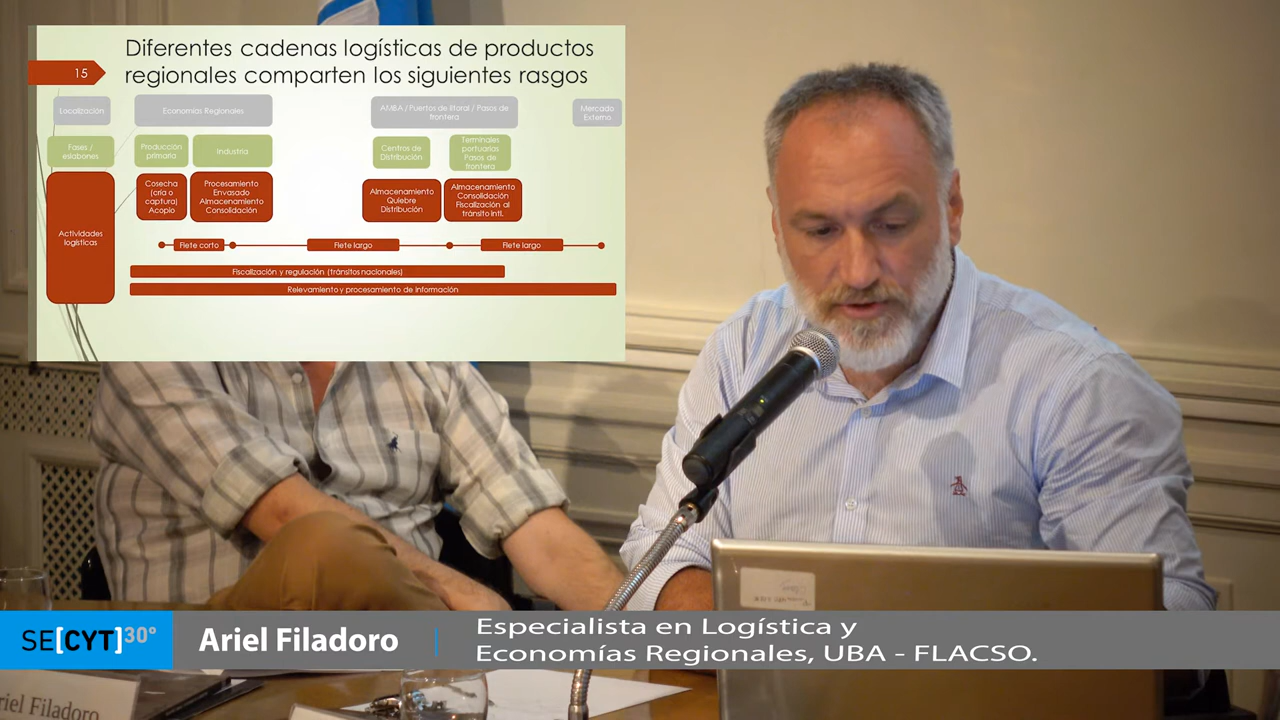 Diferentes cadenas logísticas de productos
regionales comparten los siguientes rasgos
15
Localización
Economías Regionales
AMBA / Puertos de litoral / Pasos de
frontera
Mercado
Externo
Fases /
eslabones
Producción
primaria
Industria
Centros de
Distribución
Terminales
portuarias
Pasos de
frontera
Actividades
logísticas
Cosecha
(cría o
captura)
Acopio
Procesamiento
Envasado
Almacenamiento
Consolidación
Almacenamiento
Quiebre
Distribución
Almacenamiento
Consolidación
Fiscalización al
tránsito intl.
Flete corto
Flete largo
Flete largo
Fiscalización y regulación (tránsitos nacionales)
Relevamiento y procesamiento de información
SE[CYT]30°
Ariel Filadoro
Especialista en Logística y
Economías Regionales, UBA - FLACSO.
riel Filadoro